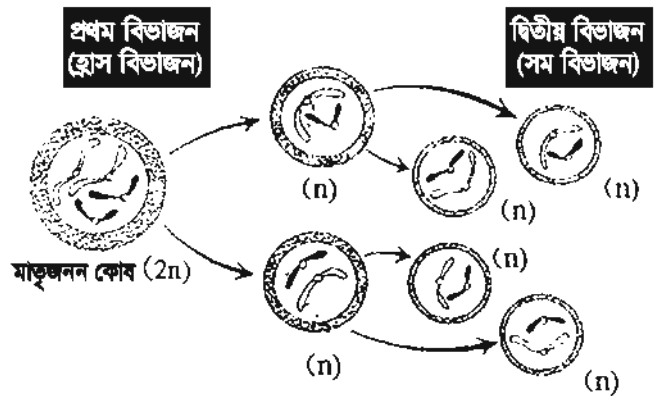 প্রথম বিভাজন
(হ্রাস বিভাজন)
দ্বিতীয় বিভাজন
(সম বিভাজন)
(n)
(n)
(n)
মাতৃজনন কোষ (2n)
(n)
(n)
(n)